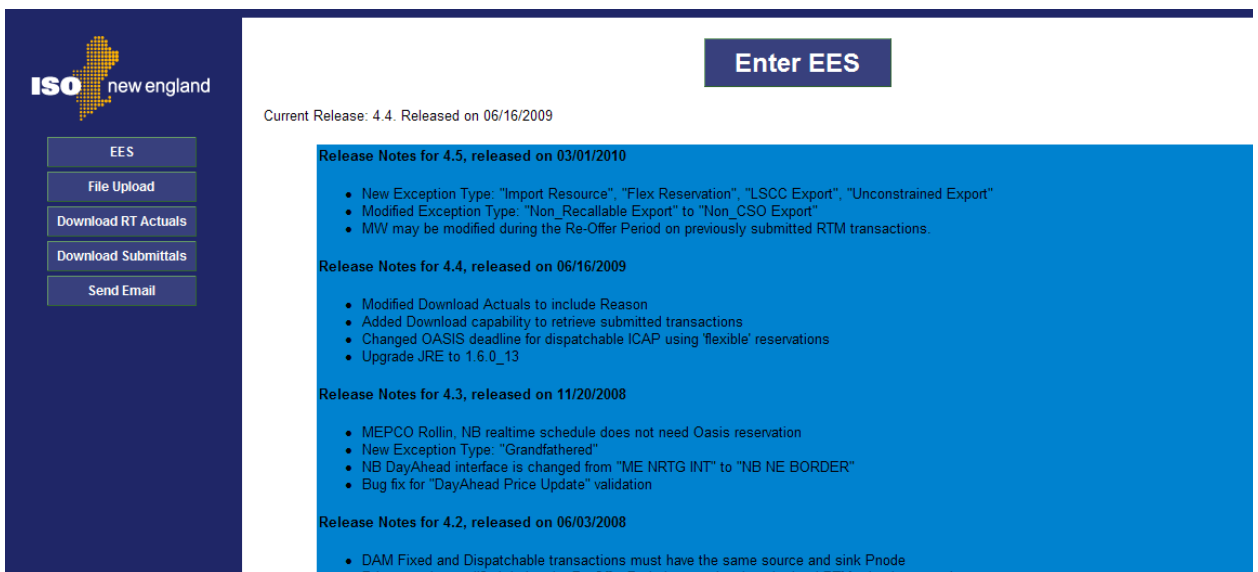 ISO new england
EES
File Upload
Download RT Actuals
Download Submittals
Send Email
Enter EES
Current Release: 4.4. Released on 06/16/2009
Release Notes for 4.5, released on 03/01/2010
• New Exception Type: "Import Resource", "Flex Reservation", "LSCC Export", "Unconstrained Export"
• Modified Exception Type: "Non_Recallable Export" to "Non_CSO Export"
• MW may be modified during the Re-Offer Period on previously submitted RTM transactions.
Release Notes for 4.4, released on 06/16/2009
• Modified Download Actuals to include Reason
• Added Download capability to retrieve submitted transactions
• Changed OASIS deadline for dispatchable ICAP using 'flexible' reservations
• Upgrade JRE to 1.6.0_13
Release Notes for 4.3, released on 11/20/2008
• MEPCO Rollin, NB realtime schedule does not need Oasis reservation
• New Exception Type: "Grandfathered"
• NB DayAhead interface is changed from "ME NRTG INT" to "NB NE BORDER"
• Bug fix for "DayAhead Price Update" validation
Release Notes for 4.2, released on 06/03/2008
• DAM Fixed and Dispatchable transactions must have the same source and sink Pnode